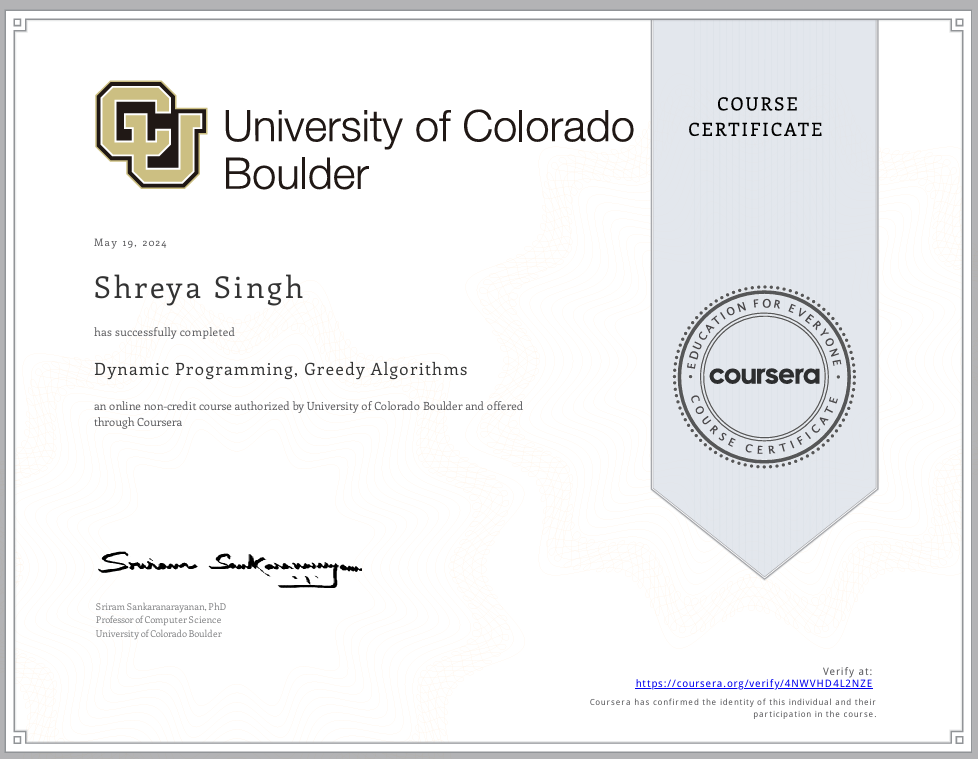 CU
University of Colorado
Boulder
COURSE
CERTIFICATE
May 19, 2024
Shreya Singh
has successfully completed
Dynamic Programming, Greedy Algorithms
an online non-credit course authorized by University of Colorado Boulder and offered
through Coursera
EDUCATION FOR EVERYONE
coursera
COURSE CERTIFICATE
Sriram Sankaranarayanan
Sriram Sankaranarayanan, PhD
Professor of Computer Science
University of Colorado Boulder
Verify at:
https://coursera.org/verify/4NWVHD4L2NZE
Coursera has confirmed the identity of this individual and their
participation in the course.